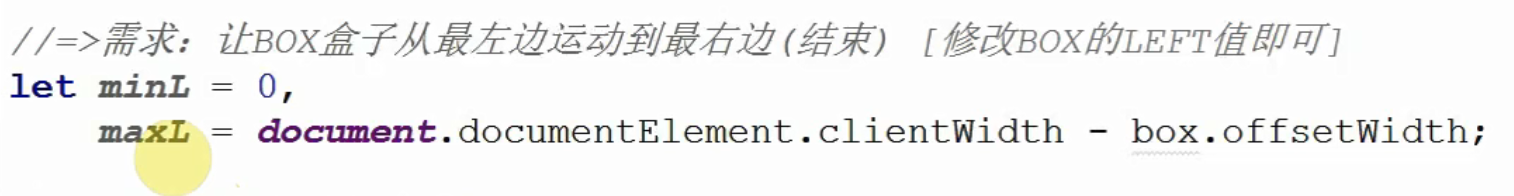 //=>需求：让BOX盒子从最左边运动到最右边(结束) [修改BOX的LEFT值即可]
let minL = 0,
    maxL = document.documentElement.clientWidth - box.offsetWidth;